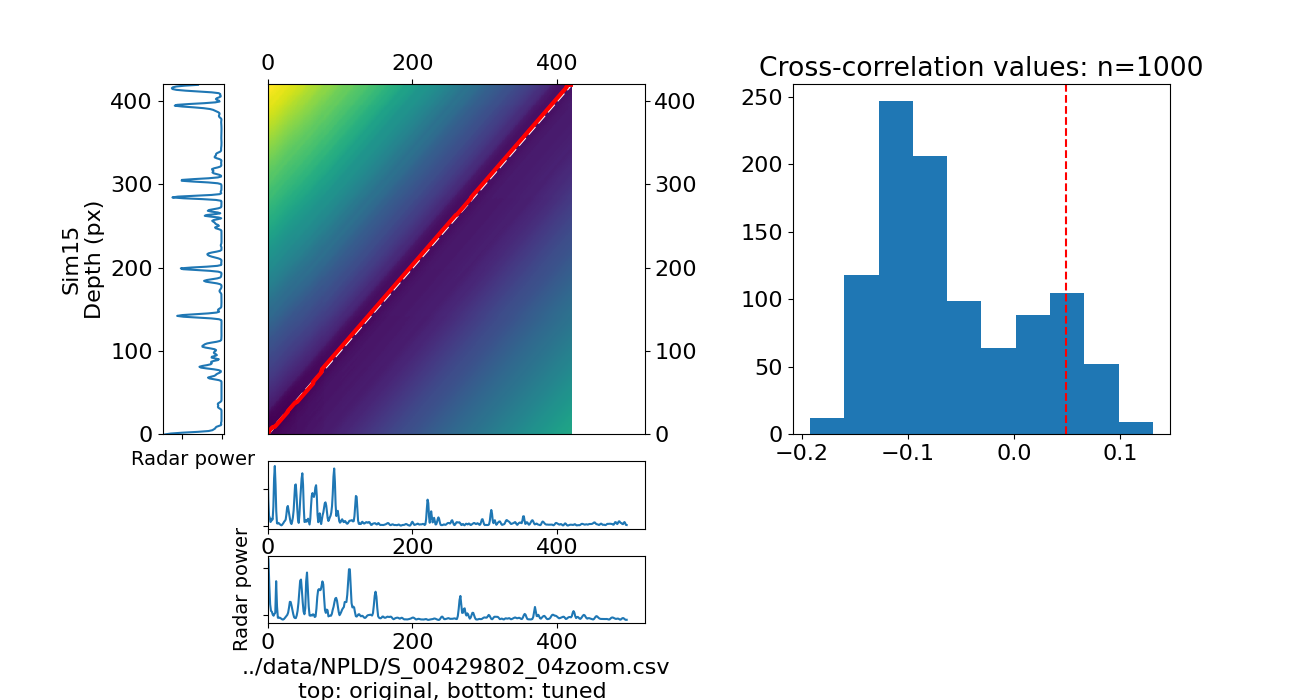 Cross-correlation values: n=1000
0 200 400
400
300
200
100
0
Sim15
Depth (px)
400
300
200
100
0
Radar power
250
200
150
100
50
0
−0.2 −0.1 0.0 0.1
0 200 400
Radar power
0 200 400
../data/NPLD/S_00429802_04zoom.csv
top: original, bottom: tuned